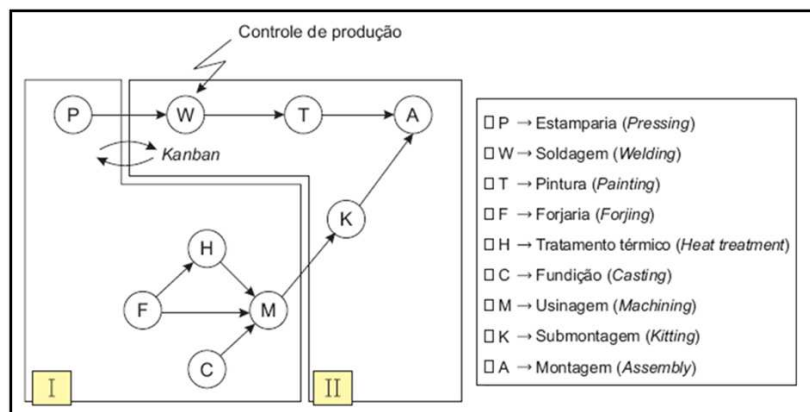 Controle de produção
P
W
T
A
Kanban
K
H
F
M
C
I
II
□ P → Estamparia (Pressing)
□ W → Soldagem (Welding)
□ T → Pintura (Painting)
□ F → Forjaria (Forjing)
□ H → Tratamento térmico (Heat treatment)
□ C → Fundição (Casting)
□ M → Usinagem (Machining)
□ K → Submontagem (Kitting)
□ A → Montagem (Assembly)